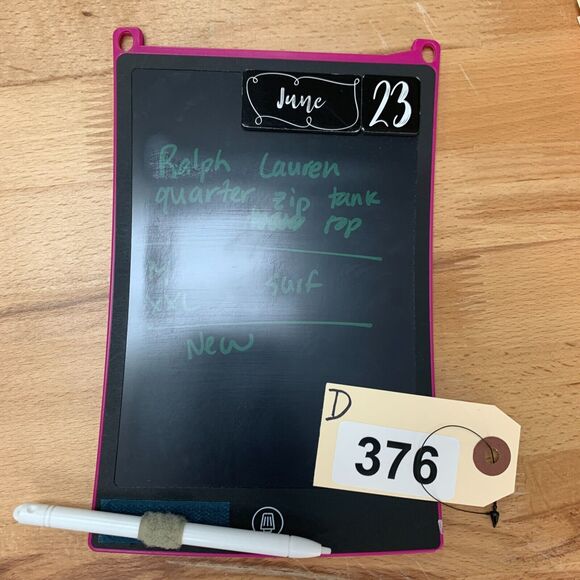 June 23
Ralph Lauren
quarter zip tank
top
M surf
XXL
New
D
376